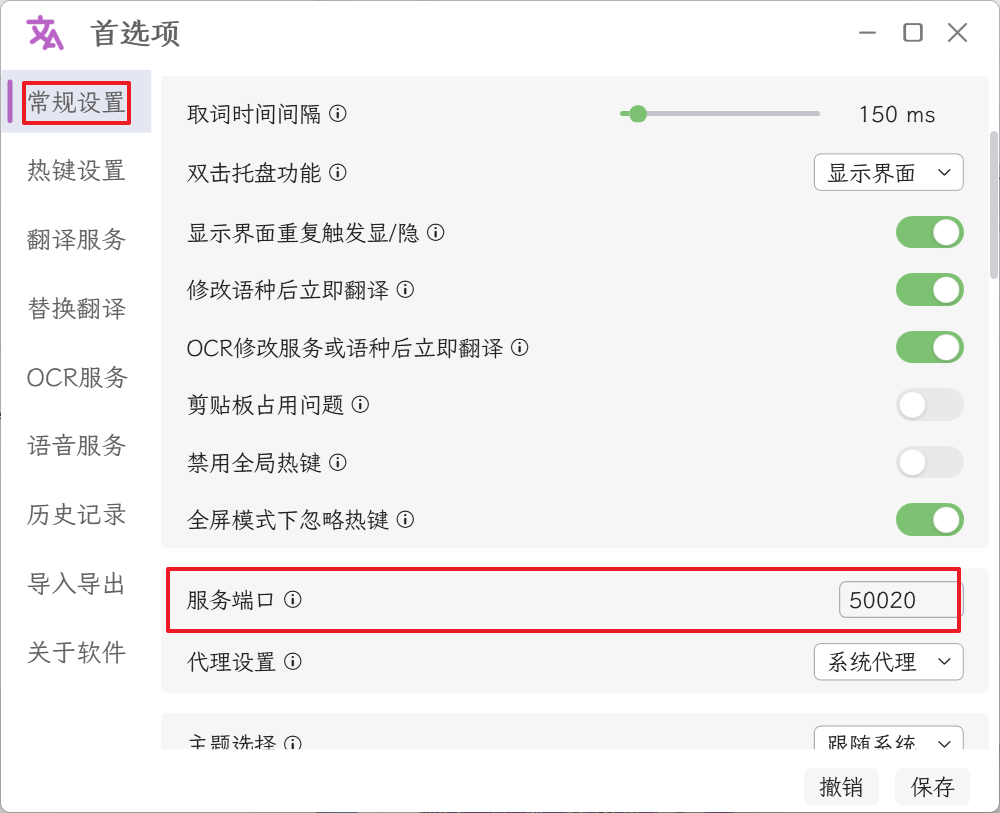 首选项
常规设置
热键设置
翻译服务
替换翻译
OCR服务
语音服务
历史记录
导入导出
关于软件
取词时间间隔
150 ms
双击托盘功能
显示界面
显示界面重复触发显/隐
修改语种后立即翻译
OCR修改服务或语种后立即翻译
剪贴板占用问题
禁用全局热键
全屏模式下忽略热键
服务端口
50020
代理设置
系统代理
主题选择
跟随系统
撤销
保存